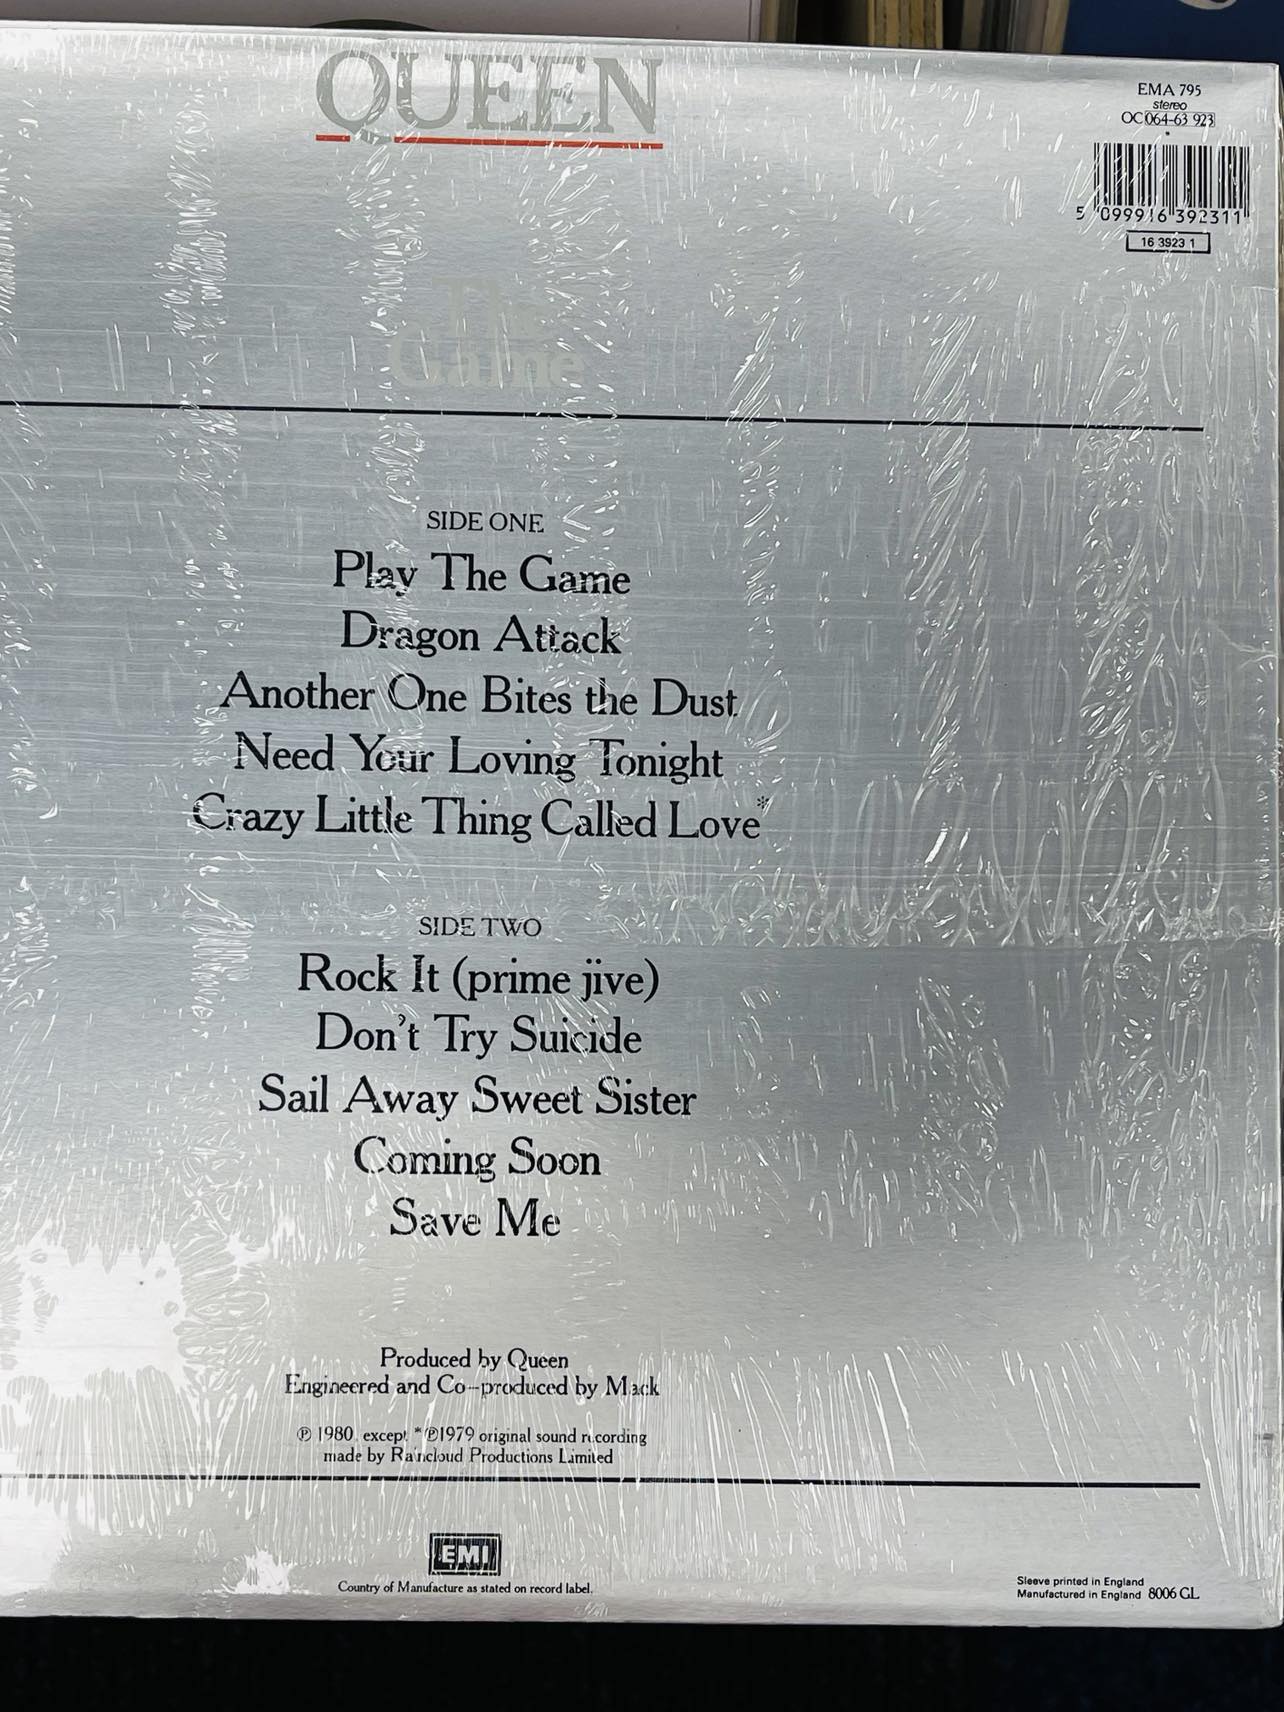 QUEEN
EMA 795
stereo
OC 064-63 923
5 099916 392311
16 3923 1
The
Game
SIDE ONE
Play The Game
Dragon Attack
Another One Bites the Dust
Need Your Loving Tonight
Crazy Little Thing Called Love*
SIDE TWO
Rock It (prime jive)
Don't Try Suicide
Sail Away Sweet Sister
Coming Soon
Save Me
Produced by Queen
Engineered and Co-produced by Mack
℗ 1980. except *℗1979 original sound recording
made by Raincloud Productions Limited
EMI
Country of Manufacture as stated on record label.
Sleeve printed in England
Manufactured in England 8006 GL